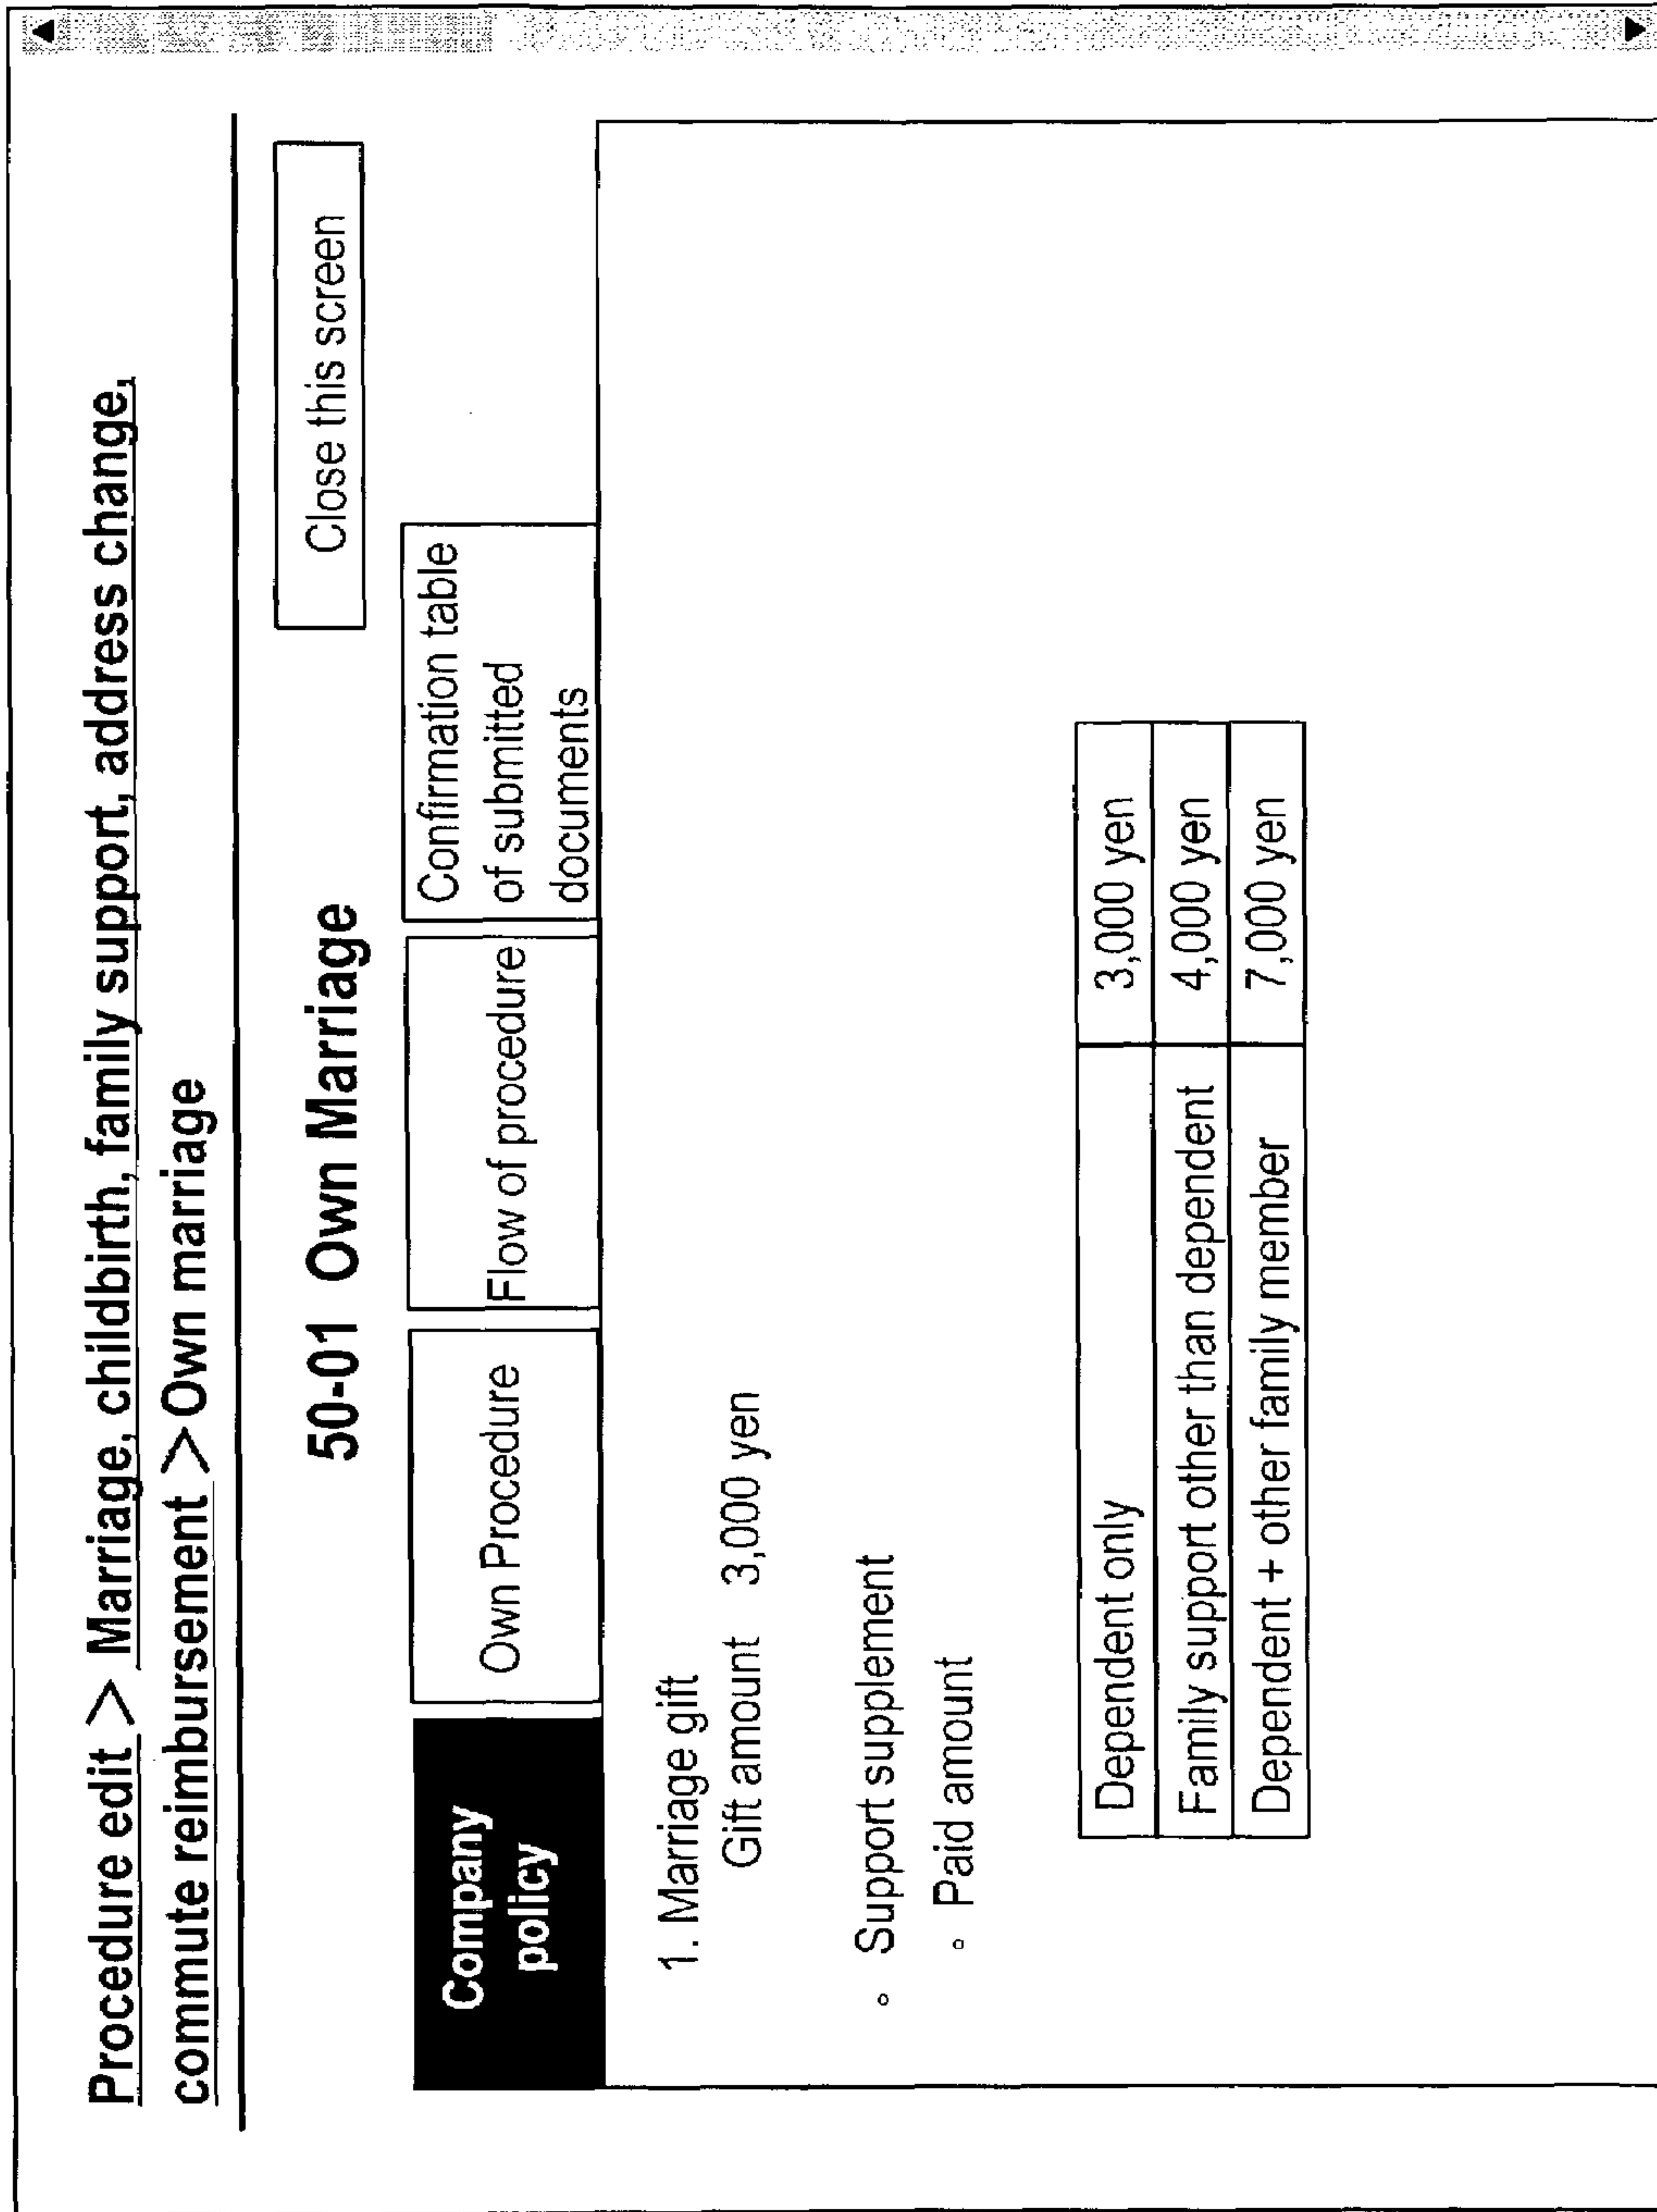 Procedure edit > Marriage, childbirth, family support, address change,
commute reimbursement >Own marriage
50-01 Own Marriage
Close this screen
Company
policy
Own Procedure
Flow of procedure
Confirmation table
of submitted
documents
1. Marriage gift
Gift amount 3,000 yen
◦ Support supplement
◦ Paid amount
Dependent only 3,000 yen
Family support other than dependent 4,000 yen
Dependent + other family member 7,000 yen